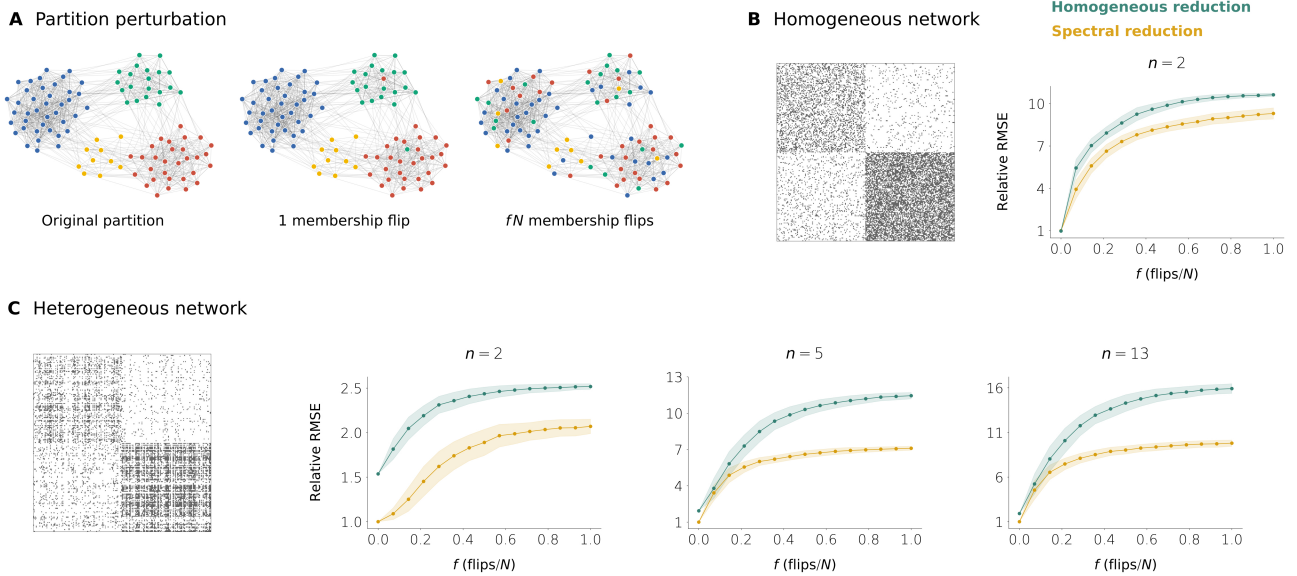 A Partition perturbation
Original partition
1 membership flip
fN membership flips
B Homogeneous network
Homogeneous reduction
Spectral reduction
n = 2
Relative RMSE
10
7
4
1
0.0 0.2 0.4 0.6 0.8 1.0
f (flips/N)
C Heterogeneous network
n = 2
Relative RMSE
2.5
2.0
1.5
1.0
0.0 0.2 0.4 0.6 0.8 1.0
f (flips/N)
n = 5
13
10
7
4
1
0.0 0.2 0.4 0.6 0.8 1.0
f (flips/N)
n = 13
16
11
6
1
0.0 0.2 0.4 0.6 0.8 1.0
f (flips/N)